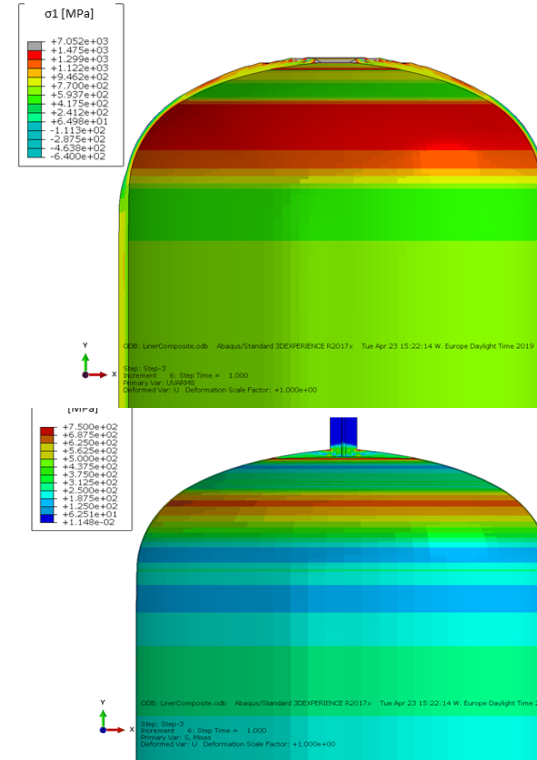 σ1 [MPa]
+7.052e+03
+1.475e+03
+1.299e+03
+1.122e+03
+9.462e+02
+7.700e+02
+5.937e+02
+4.175e+02
+2.412e+02
+6.498e+01
-1.113e+02
-2.875e+02
-4.638e+02
-6.400e+02
Y
X
ODB: LinerComposite.odb Abaqus/Standard 3DEXPERIENCE R2017x Tue Apr 23 15:22:14 W. Europe Daylight Time 2019
Step: Step-3
Increment 6: Step Time = 1.000
Primary Var: UVARM8
Deformed Var: U Deformation Scale Factor: +1.000e+00
[MPa]
+7.500e+02
+6.875e+02
+6.250e+02
+5.625e+02
+5.000e+02
+4.375e+02
+3.750e+02
+3.125e+02
+2.500e+02
+1.875e+02
+1.250e+02
+6.251e+01
+1.148e-02
Y
X
ODB: LinerComposite.odb Abaqus/Standard 3DEXPERIENCE R2017x Tue Apr 23 15:22:14 W. Europe Daylight Time
Step: Step-3
Increment 6: Step Time = 1.000
Primary Var: S, Mises
Deformed Var: U Deformation Scale Factor: +1.000e+00